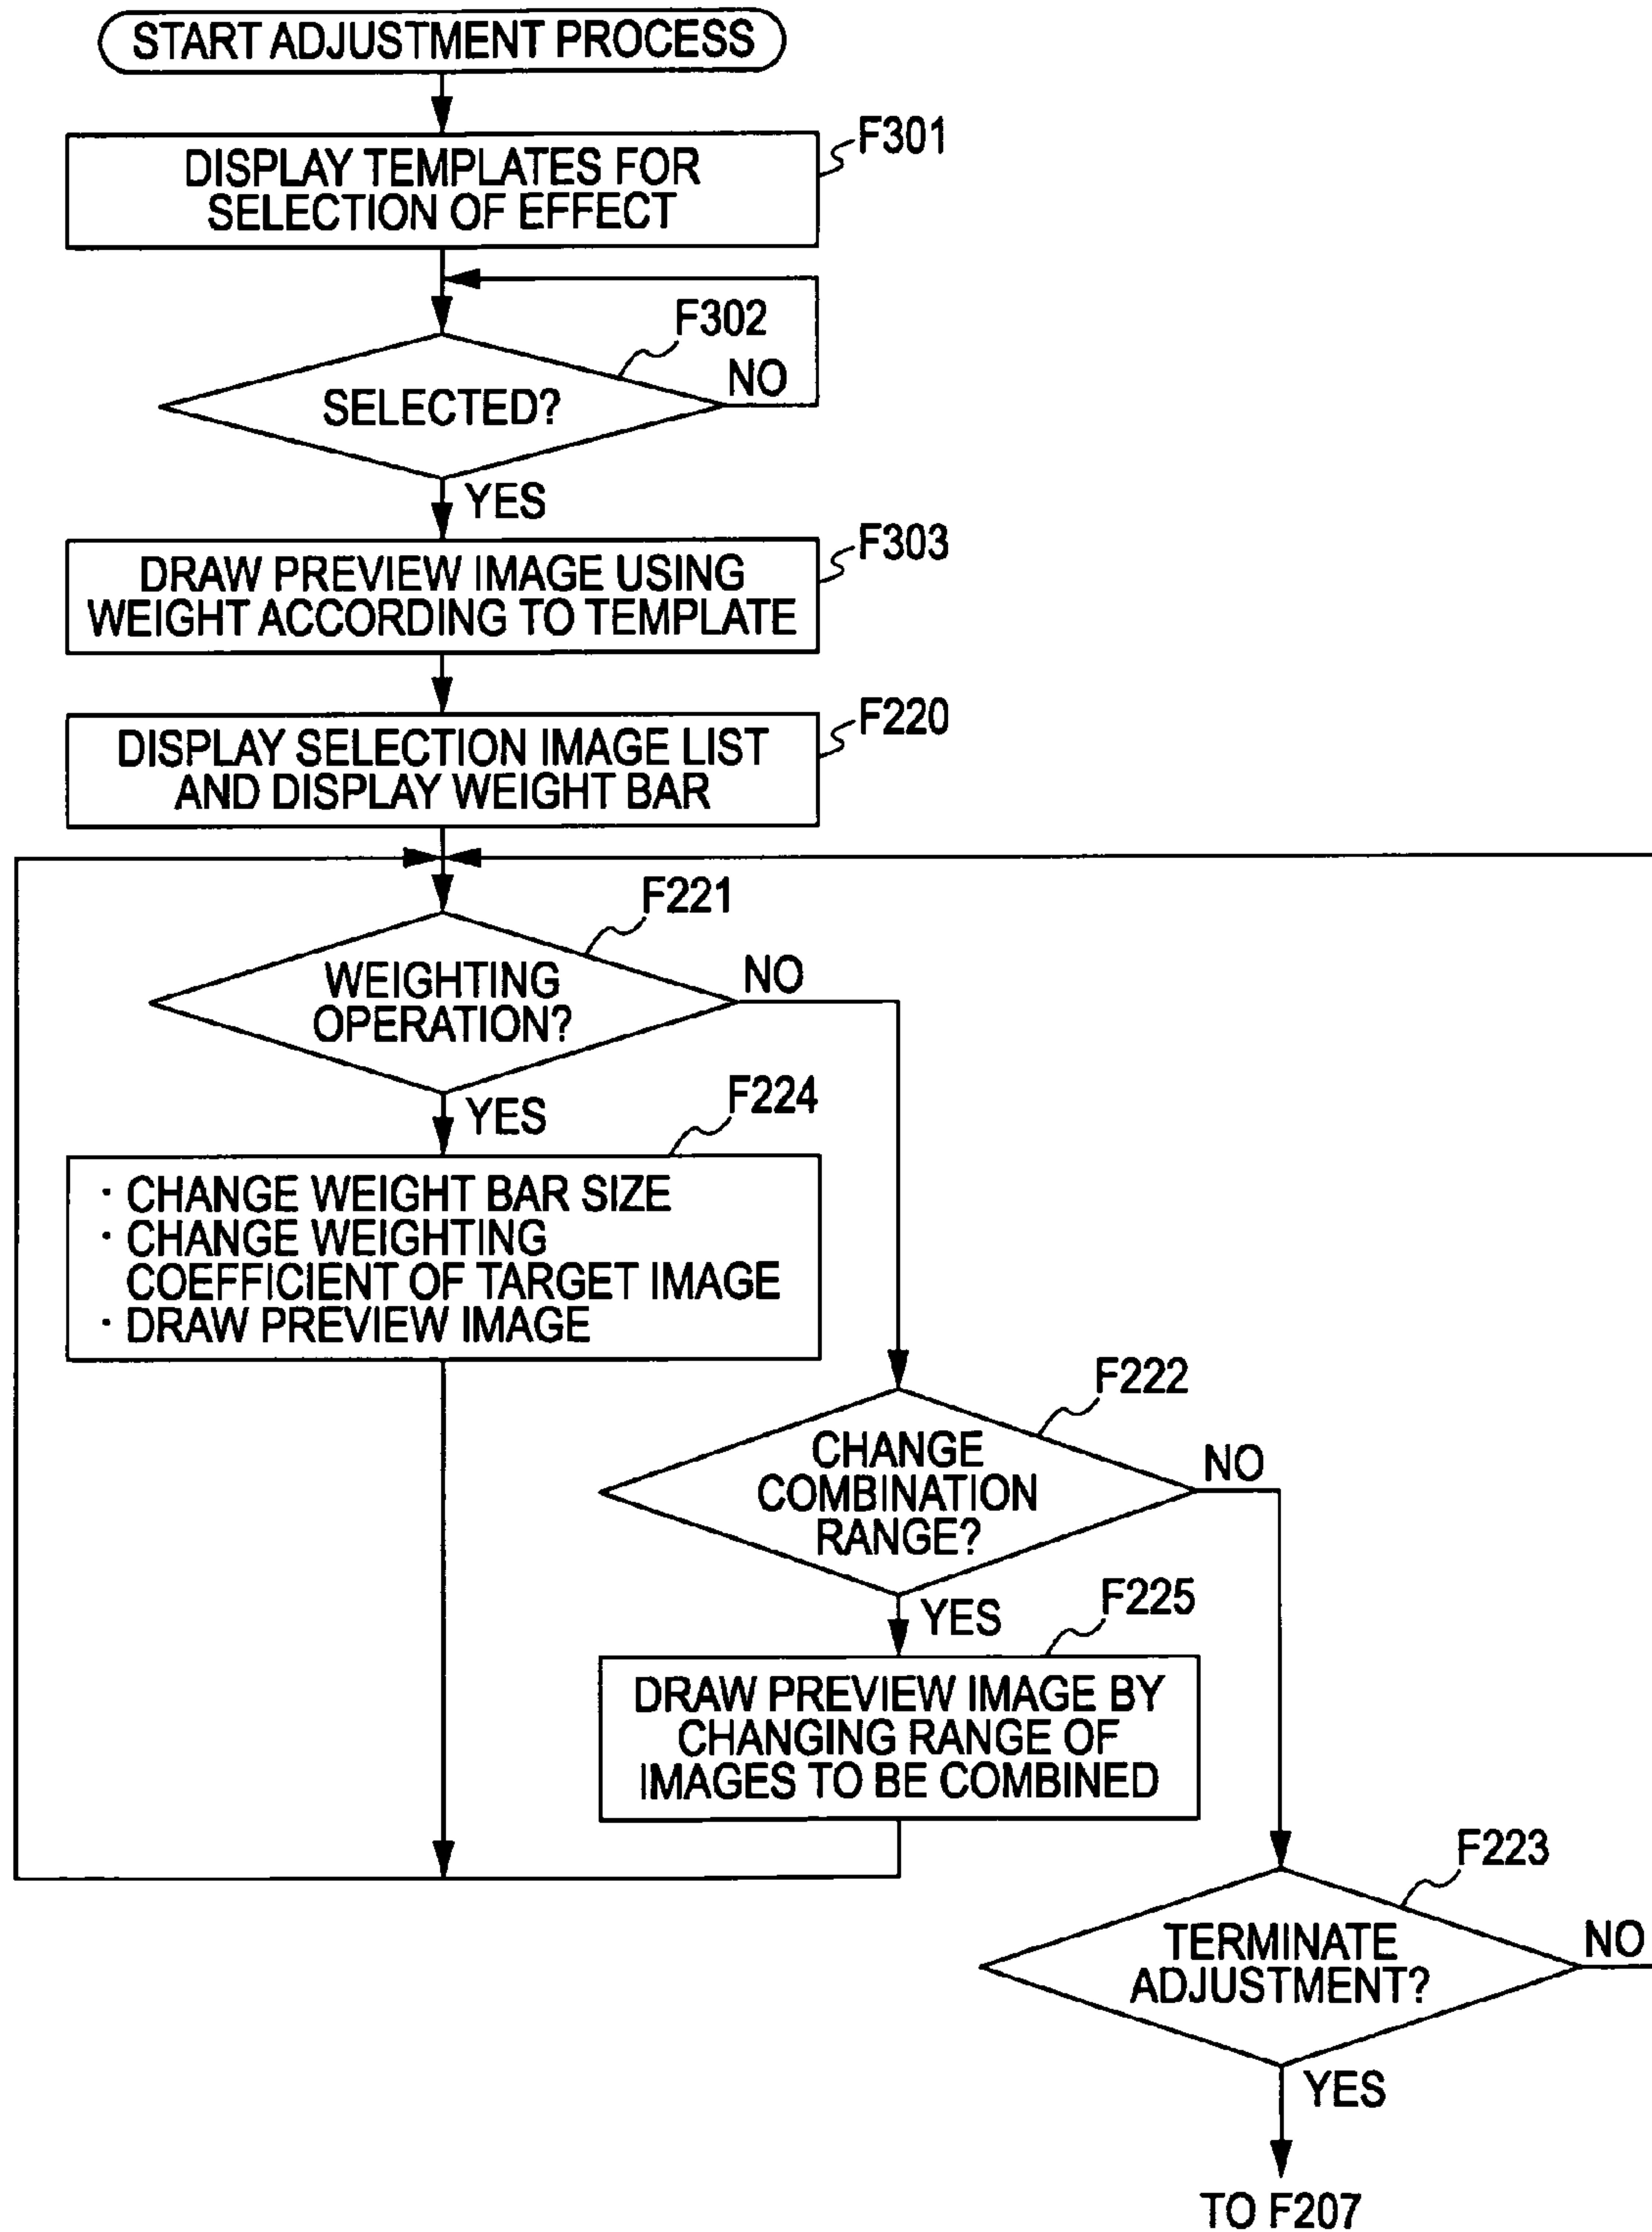 START ADJUSTMENT PROCESS
F301
DISPLAY TEMPLATES FOR
SELECTION OF EFFECT
F302
SELECTED?
NO
YES
F303
DRAW PREVIEW IMAGE USING
WEIGHT ACCORDING TO TEMPLATE
F220
DISPLAY SELECTION IMAGE LIST
AND DISPLAY WEIGHT BAR
F221
WEIGHTING
OPERATION?
NO
YES
F224
· CHANGE WEIGHT BAR SIZE
· CHANGE WEIGHTING
COEFFICIENT OF TARGET IMAGE
· DRAW PREVIEW IMAGE
F222
CHANGE
COMBINATION
RANGE?
NO
YES
F225
DRAW PREVIEW IMAGE BY
CHANGING RANGE OF
IMAGES TO BE COMBINED
F223
TERMINATE
ADJUSTMENT?
NO
YES
TO F207